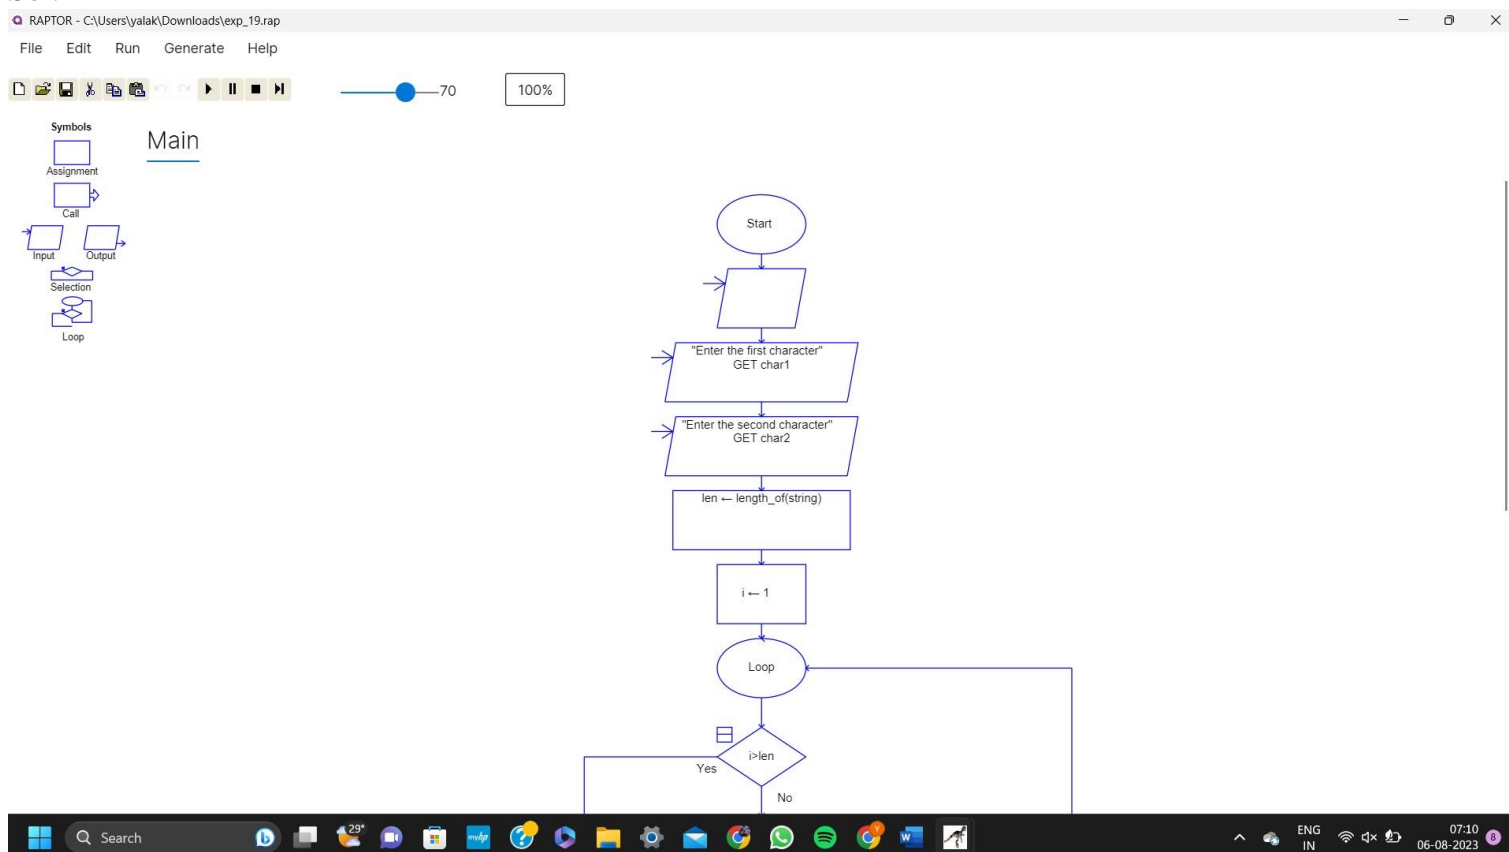 RAPTOR - C:\Users\yalak\Downloads\exp_19.rap
File Edit Run Generate Help
70
100%
Symbols
Main
Assignment
Call
Input Output
Selection
Loop
Start
"Enter the first character"
GET char1
"Enter the second character"
GET char2
len ← length_of(string)
i ← 1
Loop
i>len
Yes
No
Search
29°
myhp
ENG
IN
07:10
06-08-2023
8